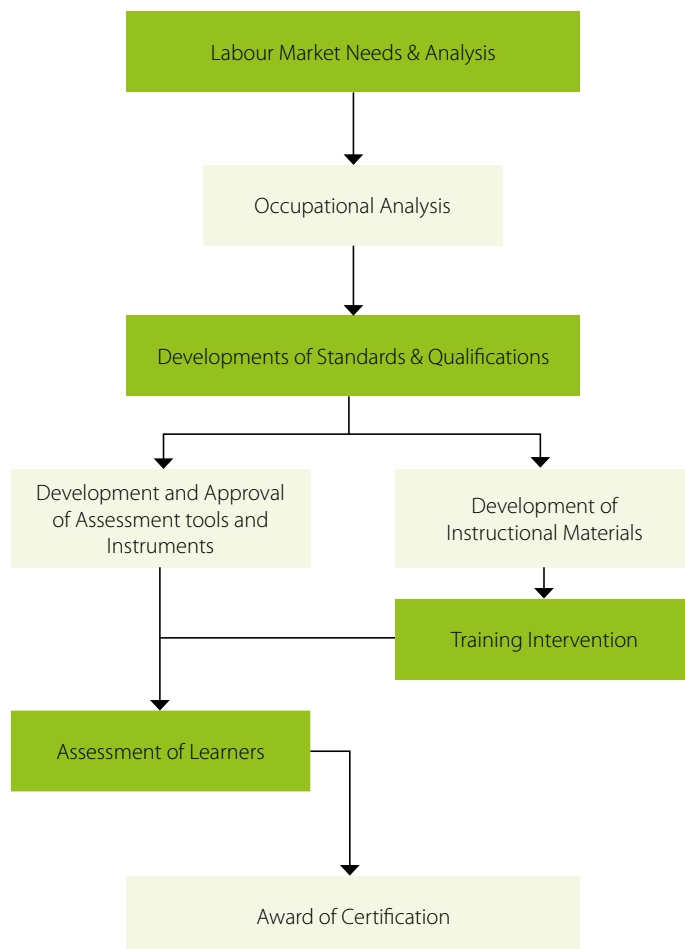 Labour Market Needs & Analysis
Occupational Analysis
Developments of Standards & Qualifications
Development and Approval
of Assessment tools and
Instruments
Development of
Instructional Materials
Training Intervention
Assessment of Learners
Award of Certification